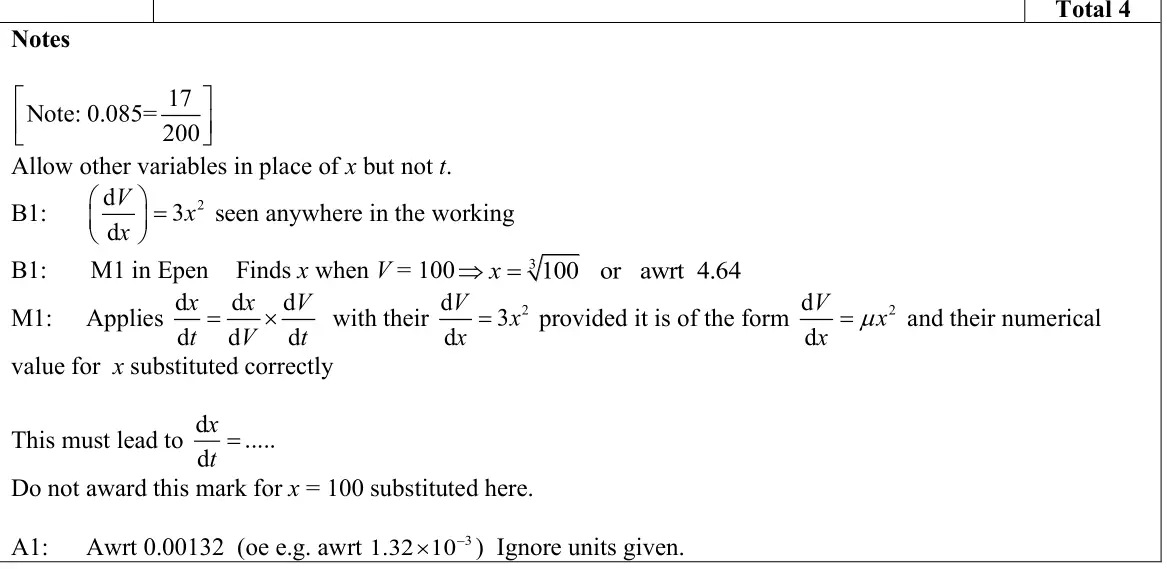 Total 4
Notes
[Note: 0.085=17/200]
Allow other variables in place of x but not t.
B1: (dV/dx) = 3x² seen anywhere in the working
B1: M1 in Epen Finds x when V = 100 ⇒ x = ∛100 or awrt 4.64
M1: Applies dx/dt = dx/dV × dV/dt with their dV/dx = 3x² provided it is of the form dV/dx = μx² and their numerical
value for x substituted correctly
This must lead to dx/dt = .....
Do not award this mark for x = 100 substituted here.
A1: Awrt 0.00132 (oe e.g. awrt 1.32×10⁻³) Ignore units given.